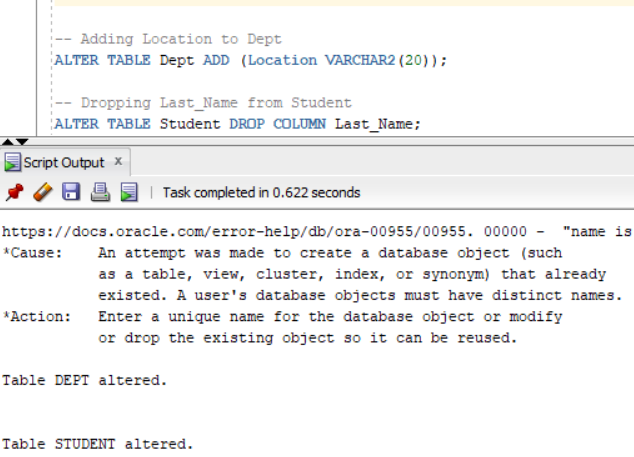 -- Adding Location to Dept
ALTER TABLE Dept ADD (Location VARCHAR2(20));
-- Dropping Last_Name from Student
ALTER TABLE Student DROP COLUMN Last_Name;
Script Output x
Task completed in 0.622 seconds
https://docs.oracle.com/error-help/db/ora-00955/00955. 00000 - "name is
*Cause: An attempt was made to create a database object (such
as a table, view, cluster, index, or synonym) that already
existed. A user's database objects must have distinct names.
*Action: Enter a unique name for the database object or modify
or drop the existing object so it can be reused.
Table DEPT altered.
Table STUDENT altered.